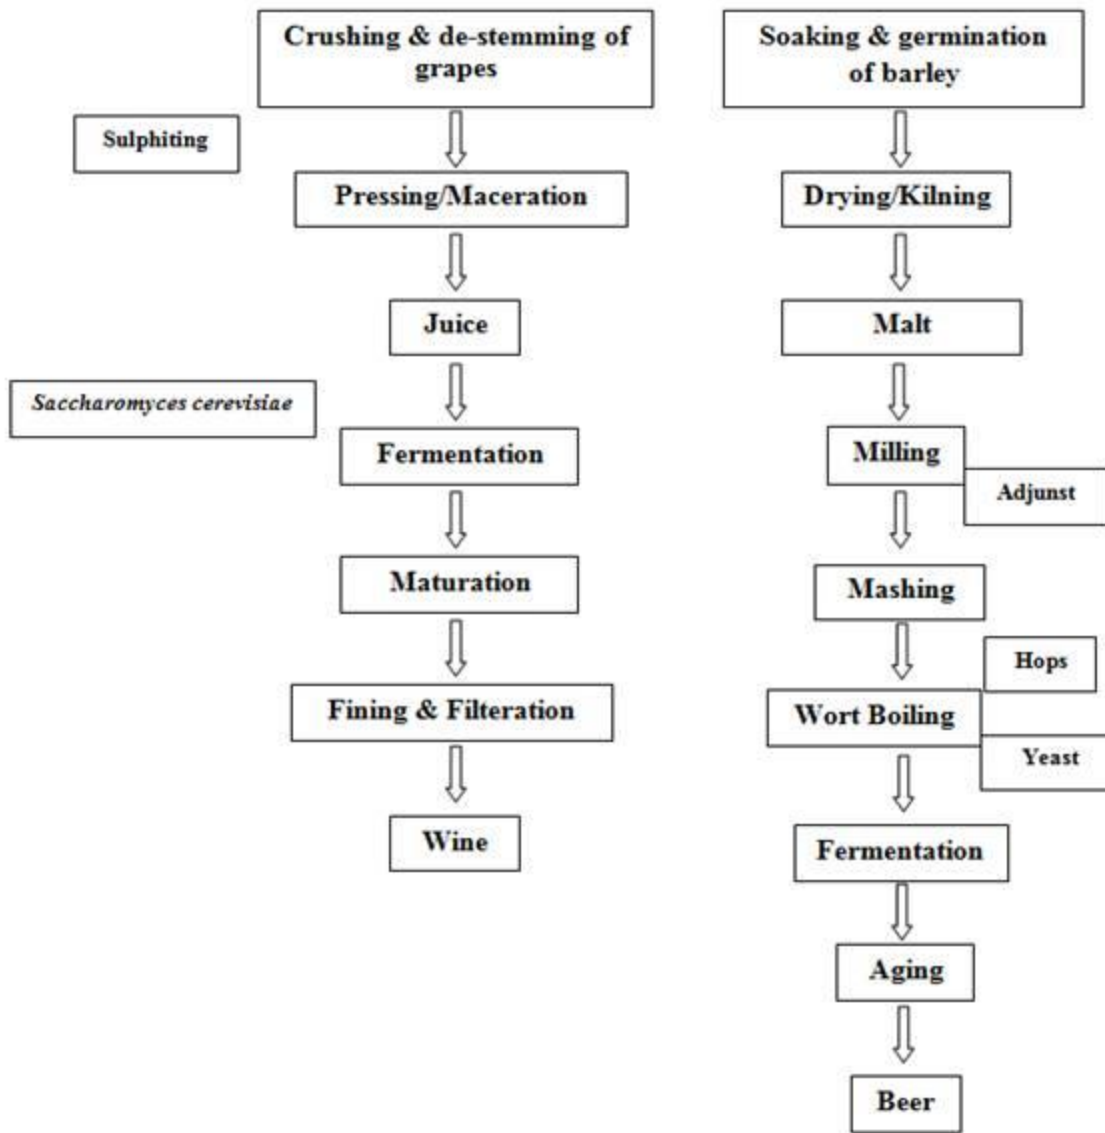 Crushing & de-stemming of
grapes
Sulphiting
Pressing/Maceration
Juice
Saccharomyces cerevisiae
Fermentation
Maturation
Fining & Filteration
Wine
Soaking & germination
of barley
Drying/Kilning
Malt
Milling
Adjunst
Mashing
Hops
Wort Boiling
Yeast
Fermentation
Aging
Beer